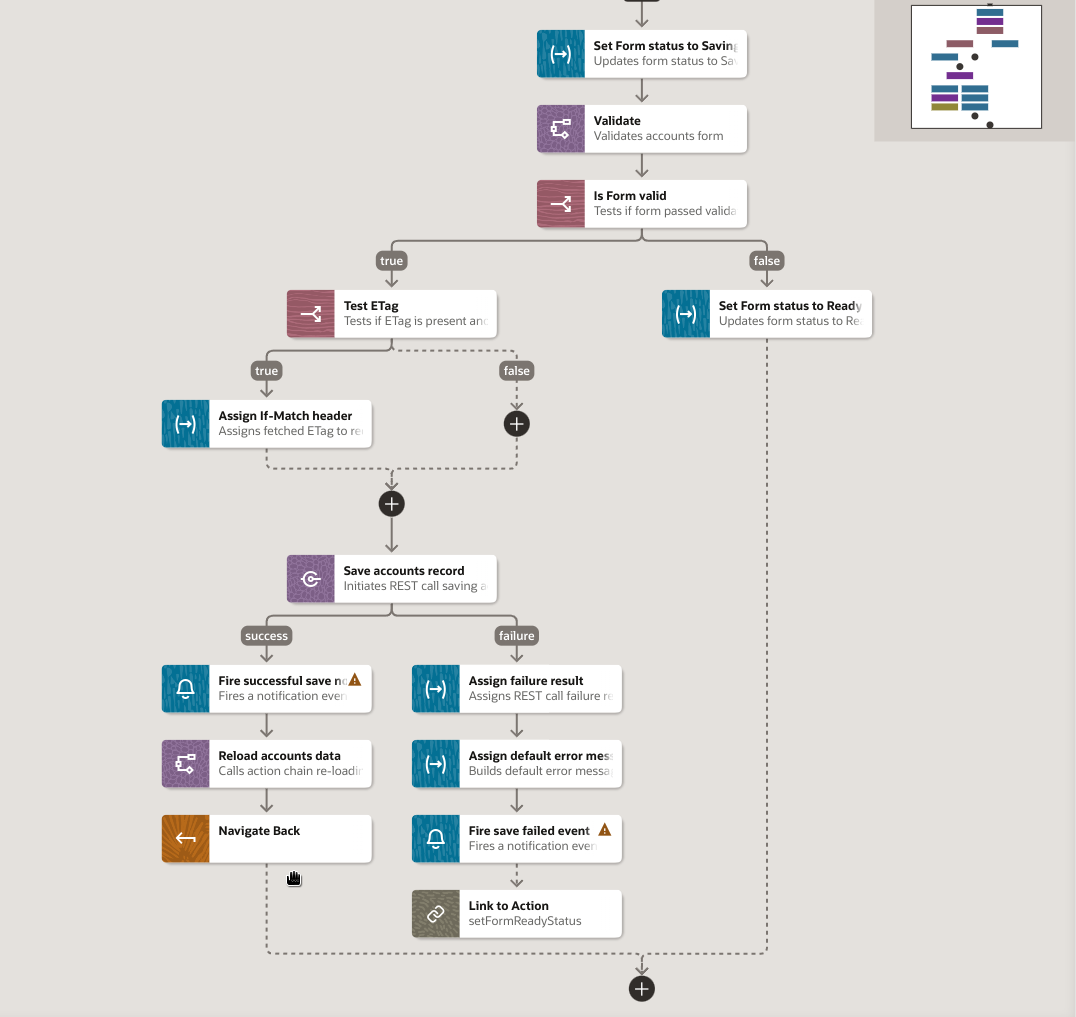 Set Form status to Saving
Updates form status to Sav
Validate
Validates accounts form
Is Form valid
Tests if form passed valida
true
false
Test ETag
Tests if ETag is present and
Set Form status to Ready
Updates form status to Rea
true
false
Assign If-Match header
Assigns fetched ETag to re
Save accounts record
Initiates REST call saving a
success
failure
Fire successful save no
Fires a notification even
Assign failure result
Assigns REST call failure re
Reload accounts data
Calls action chain re-loadin
Assign default error mess
Builds default error messa
Navigate Back
Fire save failed event
Fires a notification even
Link to Action
setFormReadyStatus